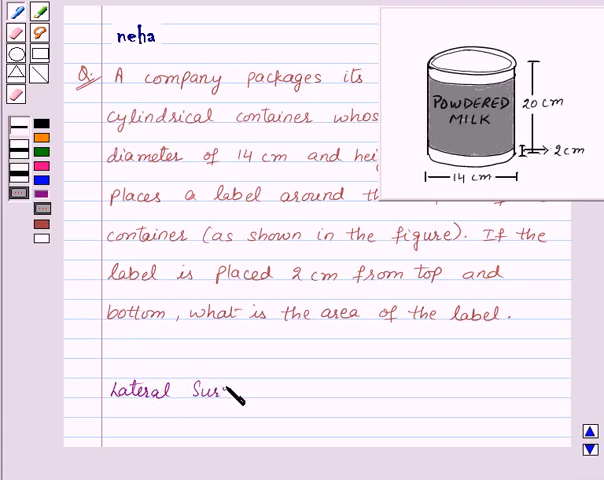 neha
Q. A company packages its
cylindrical container whos
diameter of 14 cm and hei
places a label around th
container (as shown in the figure). If the
label is placed 2 cm from top and
bottom, what is the area of the label.
Lateral Sur
POWDERED
MILK
20 cm
2 cm
14 cm